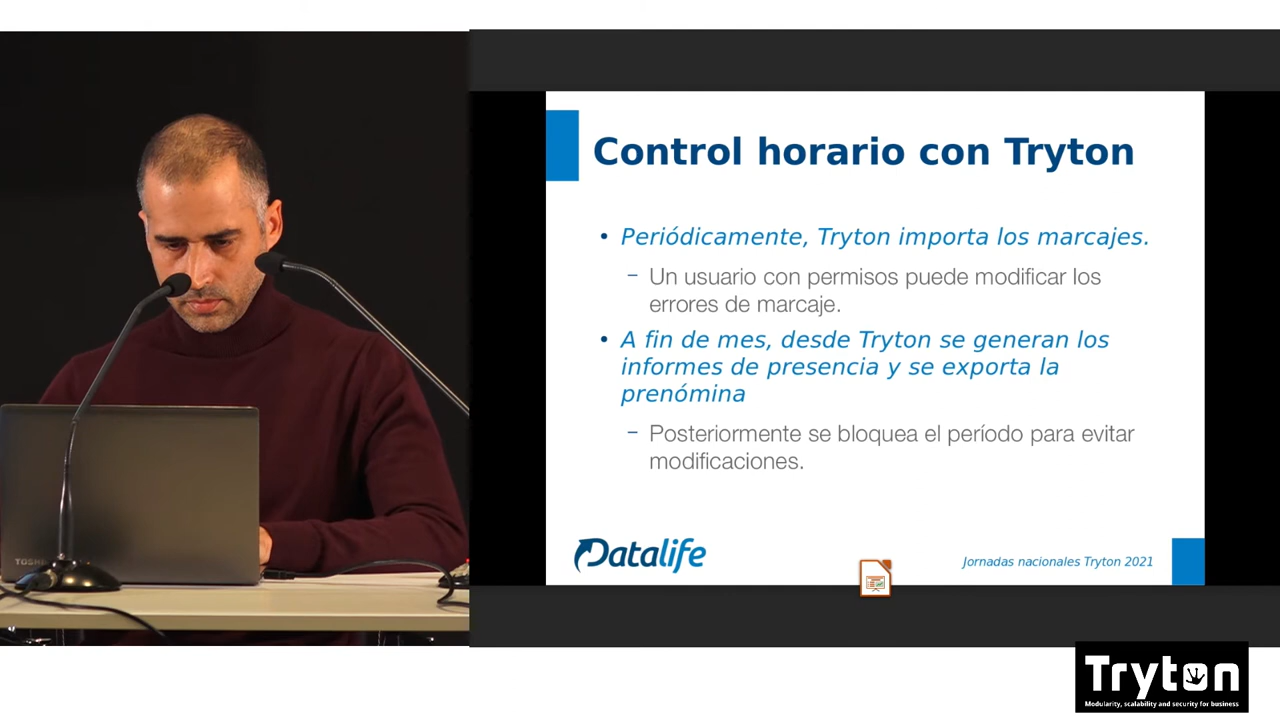 Control horario con Tryton
• Periódicamente, Tryton importa los marcajes.
– Un usuario con permisos puede modificar los
errores de marcaje.
• A fin de mes, desde Tryton se generan los
informes de presencia y se exporta la
prenómina
– Posteriormente se bloquea el período para evitar
modificaciones.
Datalife
Jornadas nacionales Tryton 2021
TOSHIBA
Tryton
Modularity, scalability and security for business